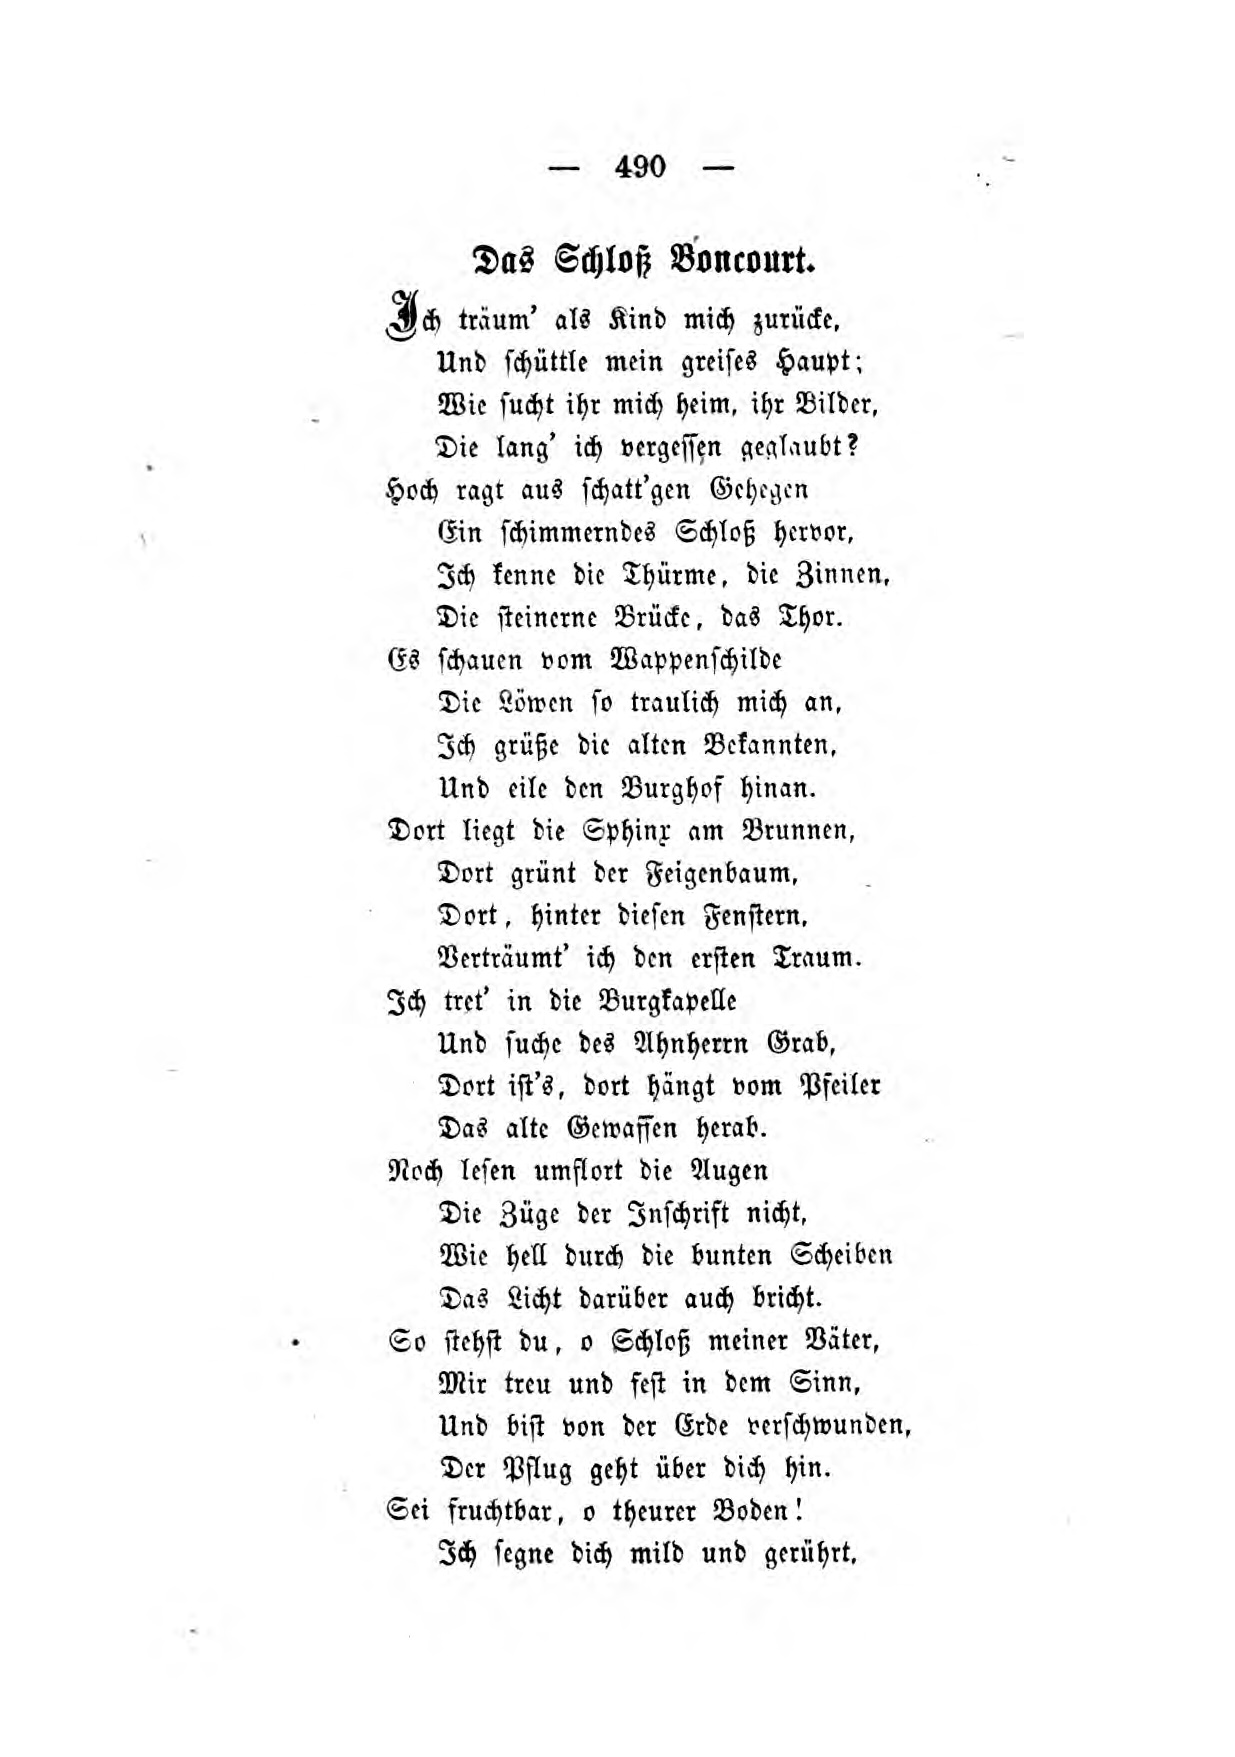 — 490 —
Das Schloß Boncourt.
Ich träum' als Kind mich zurücke,
Und schüttle mein greises Haupt;
Wie sucht ihr mich heim, ihr Bilder,
Die lang' ich vergessen geglaubt?
Hoch ragt aus schatt'gen Gehegen
Ein schimmerndes Schloß hervor,
Ich kenne die Thürme, die Zinnen,
Die steinerne Brücke, das Thor.
Es schauen vom Wappenschilde
Die Löwen so traulich mich an,
Ich grüße die alten Bekannten,
Und eile den Burghof hinan.
Dort liegt die Sphinx am Brunnen,
Dort grünt der Feigenbaum,
Dort, hinter diesen Fenstern,
Verträumt' ich den ersten Traum.
Ich tret' in die Burgkapelle
Und suche des Ahnherrn Grab,
Dort ist's, dort hängt vom Pfeiler
Das alte Gewaffen herab.
Noch lesen umflort die Augen
Die Züge der Inschrift nicht,
Wie hell durch die bunten Scheiben
Das Licht darüber auch bricht.
So stehst du, o Schloß meiner Väter,
Mir treu und fest in dem Sinn,
Und bist von der Erde verschwunden,
Der Pflug geht über dich hin.
Sei fruchtbar, o theurer Boden!
Ich segne dich mild und gerührt,